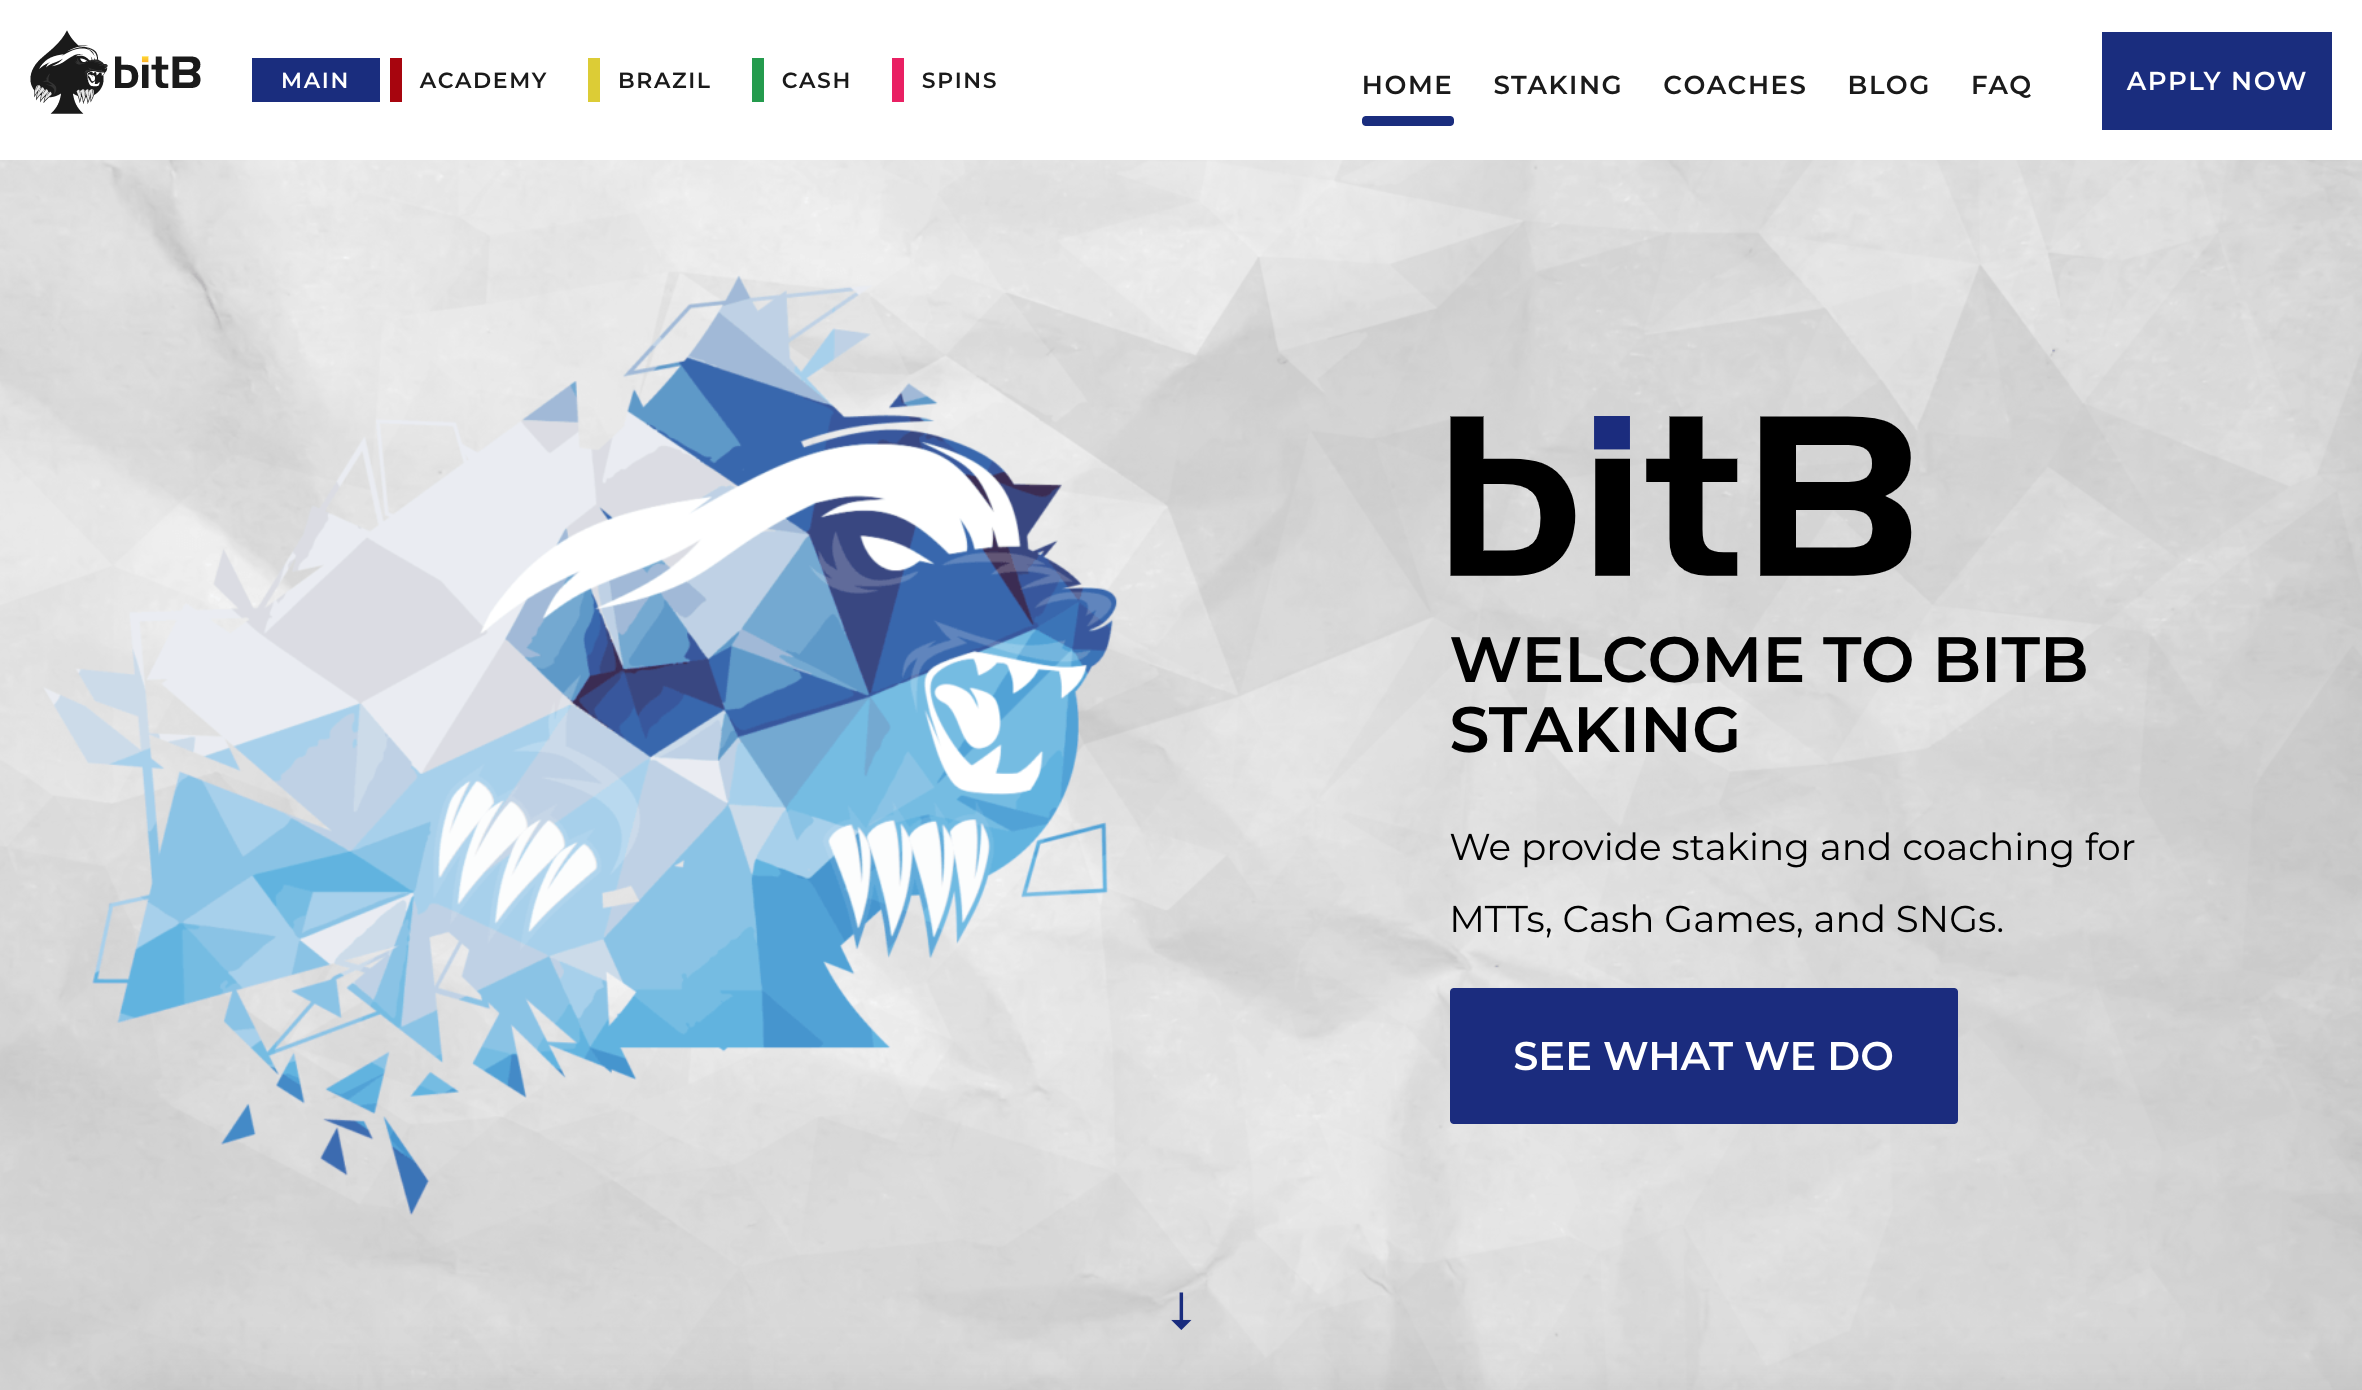 bitB
MAIN
ACADEMY
BRAZIL
CASH
SPINS
HOME
STAKING
COACHES
BLOG
FAQ
APPLY NOW
bitB
WELCOME TO BITB
STAKING
We provide staking and coaching for
MTTs, Cash Games, and SNGs.
SEE WHAT WE DO